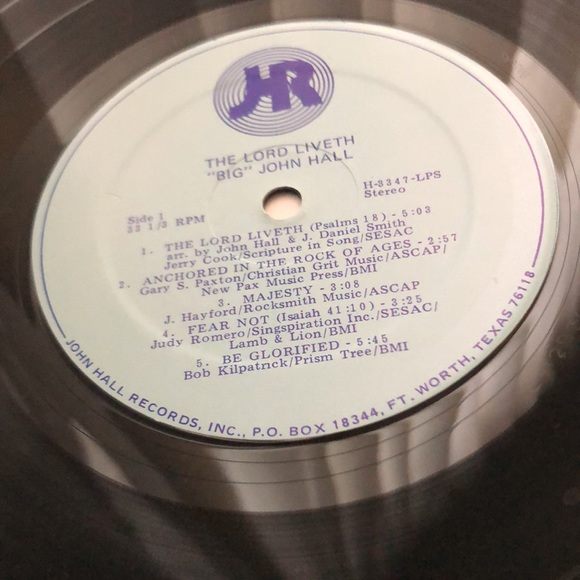 JHR
THE LORD LIVETH
"BIG" JOHN HALL
H-3347-LPS
Stereo
Side 1
33 1/3 RPM
1. THE LORD LIVETH (Psalms 18) - 5:03
arr. by John Hall & J. Daniel Smith
Jerry Cook/Scripture in Song/SESAC
2. ANCHORED IN THE ROCK OF AGES - 2:57
Gary S. Paxton/Christian Grit Music/ASCAP/
New Pax Music Press/BMI
3. MAJESTY - 3:08
J. Hayford/Rocksmith Music/ASCAP
4. FEAR NOT (Isaiah 41:10) - 3:25
Judy Romero/Singspiration Inc./SESAC/
Lamb & Lion/BMI
5. BE GLORIFIED - 5:45
Bob Kilpatrick/Prism Tree/BMI
JOHN HALL RECORDS, INC., P.O. BOX 18344, FT. WORTH, TEXAS 76118